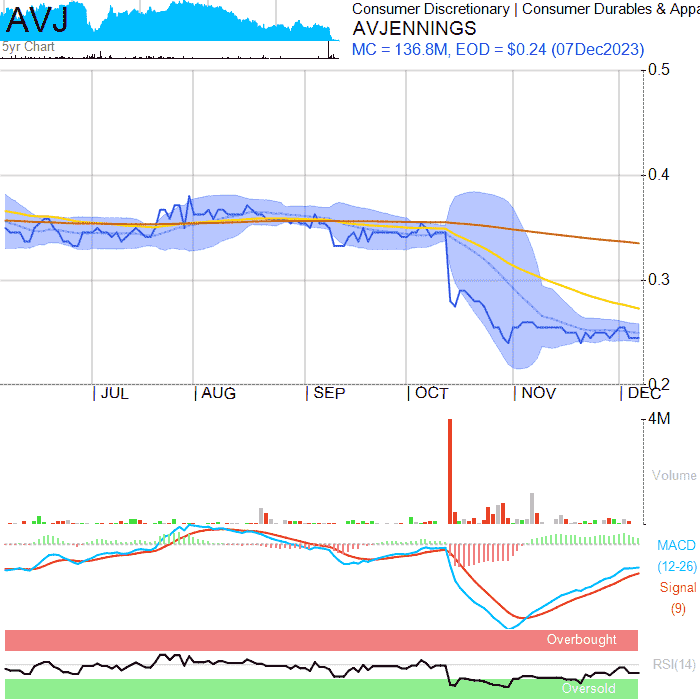 AVJ
5yr Chart
Consumer Discretionary | Consumer Durables & Appa
AVJENNINGS
MC = 136.8M, EOD = $0.24 (07Dec2023)
0.5
0.4
0.3
0.2
JUL AUG SEP OCT NOV DEC
4M
Volume
MACD
(12-26)
Signal
(9)
Overbought
RSI(14)
Oversold